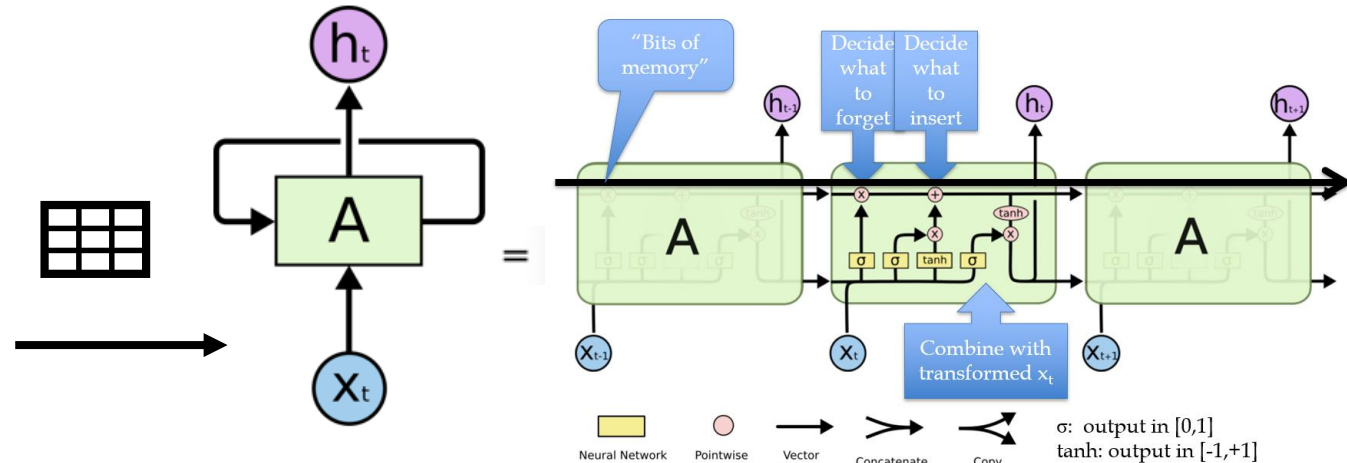 hₜ
A
xₜ
=
“Bits of
memory”
Decide
what
to
forget
Decide
what
to
insert
hₜ₋₁
hₜ
hₜ₊₁
A
x
+
tanh
x
x
σ
σ
tanh
σ
A
xₜ₋₁
xₜ
xₜ₊₁
Combine with
transformed xₜ
Neural Network
Pointwise
Vector
Concatenate
Copy
σ: output in [0,1]
tanh: output in [-1,+1]